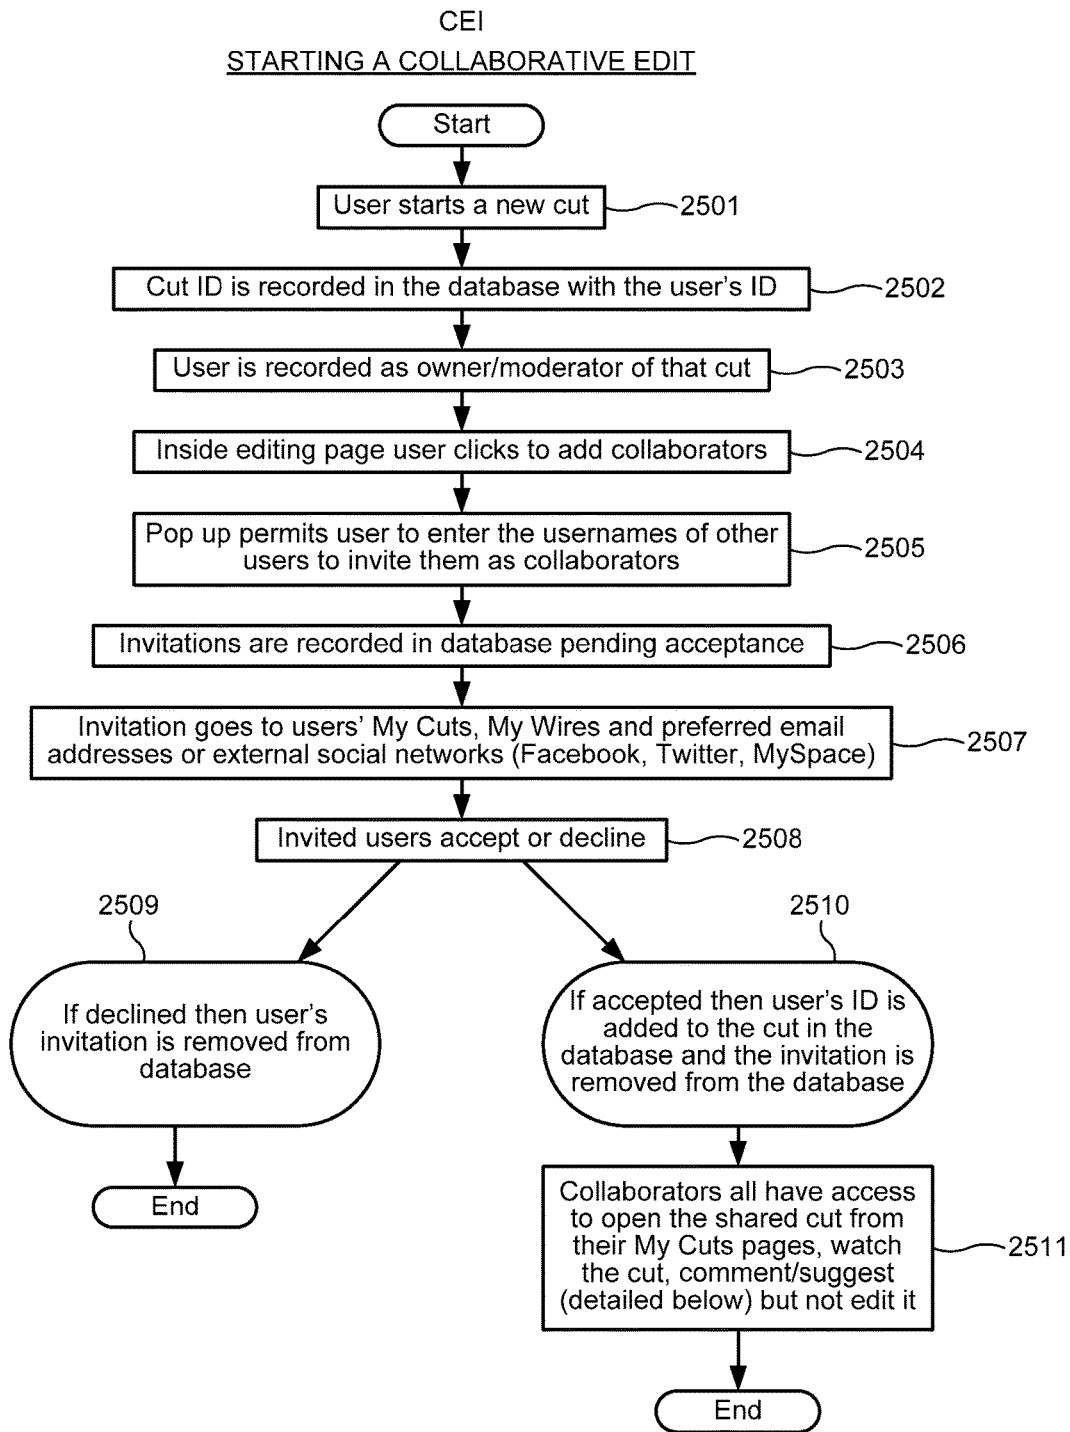 CEI
STARTING A COLLABORATIVE EDIT
Start
User starts a new cut
2501
Cut ID is recorded in the database with the user's ID
2502
User is recorded as owner/moderator of that cut
2503
Inside editing page user clicks to add collaborators
2504
Pop up permits user to enter the usernames of other
users to invite them as collaborators
2505
Invitations are recorded in database pending acceptance
2506
Invitation goes to users' My Cuts, My Wires and preferred email
addresses or external social networks (Facebook, Twitter, MySpace)
2507
Invited users accept or decline
2508
2509
If declined then user's
invitation is removed from
database
End
2510
If accepted then user's ID is
added to the cut in the
database and the invitation is
removed from the database
Collaborators all have access
to open the shared cut from
their My Cuts pages, watch
the cut, comment/suggest
(detailed below) but not edit it
2511
End